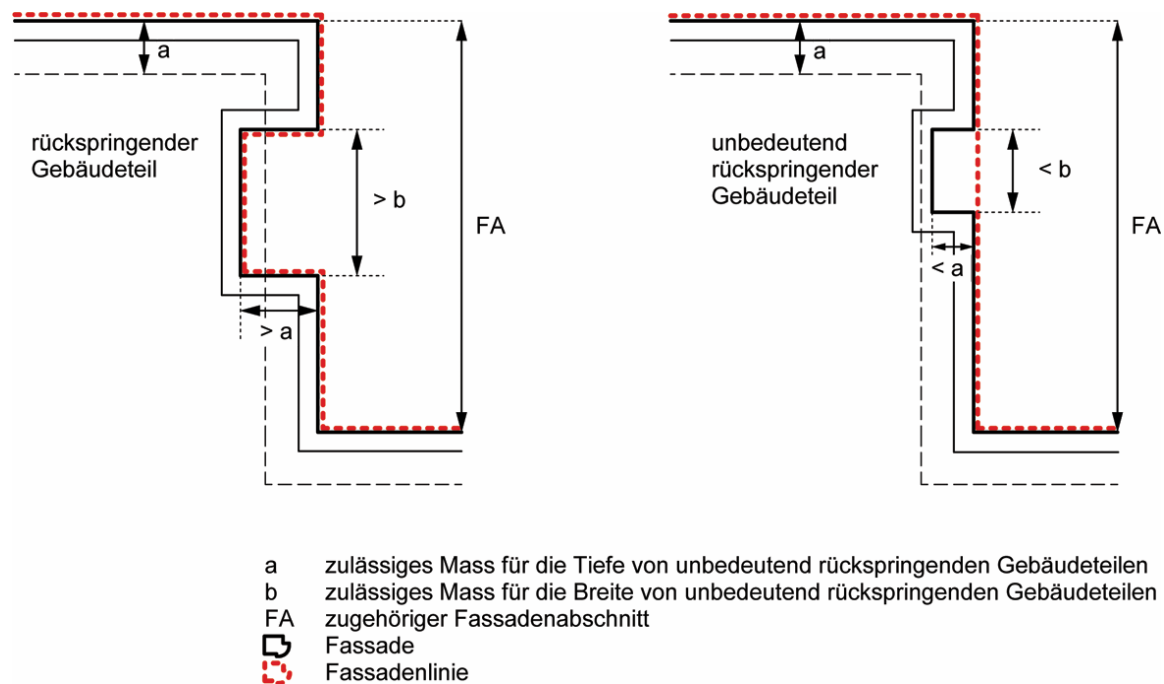 a
rückspringender
Gebäudeteil
> b
FA
> a
a
unbedeutend
rückspringender
Gebäudeteil
< b
FA
< a
a zulässiges Mass für die Tiefe von unbedeutend rückspringenden Gebäudeteilen
b zulässiges Mass für die Breite von unbedeutend rückspringenden Gebäudeteilen
FA zugehöriger Fassadenabschnitt
Fassade
Fassadenlinie